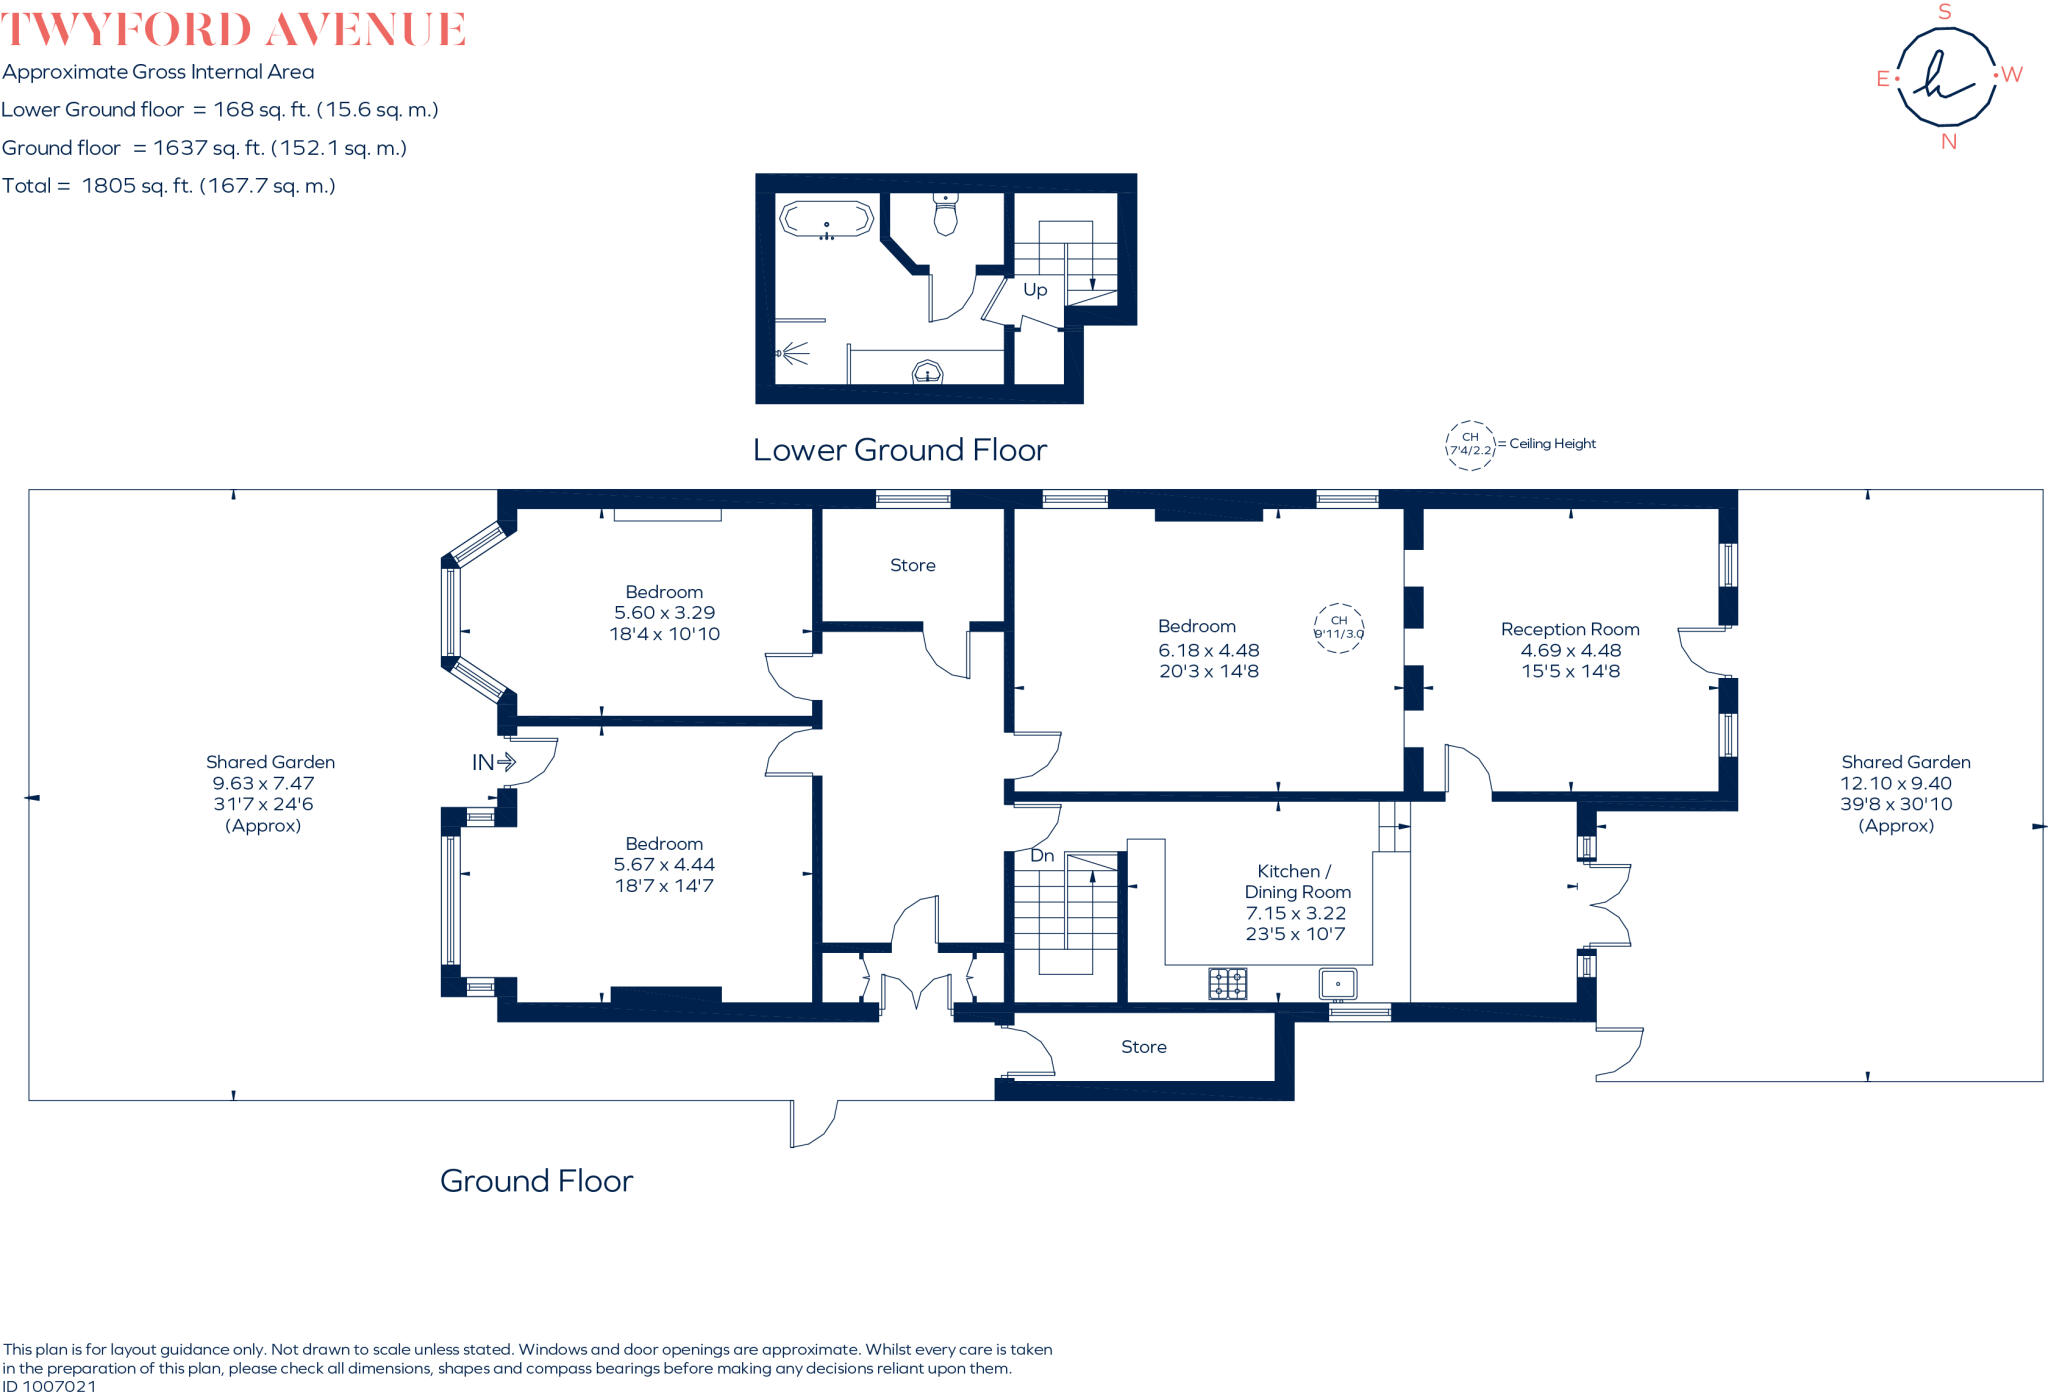 TWYFORD AVENUE
Approximate Gross Internal Area
Lower Ground floor = 168 sq. ft. (15.6 sq. m.)
Ground floor = 1637 sq. ft. (152.1 sq. m.)
Total = 1805 sq. ft. (167.7 sq. m.)
S
E
W
h
N
Up
Lower Ground Floor
CH
7'4/2.2
= Ceiling Height
Store
Bedroom
5.60 x 3.29
18'4 x 10'10
Bedroom
6.18 x 4.48
20'3 x 14'8
CH
9'11/3.0
Reception Room
4.69 x 4.48
15'5 x 14'8
Shared Garden
9.63 x 7.47
31'7 x 24'6
(Approx)
IN
Shared Garden
12.10 x 9.40
39'8 x 30'10
(Approx)
Bedroom
5.67 x 4.44
18'7 x 14'7
Dn
Kitchen /
Dining Room
7.15 x 3.22
23'5 x 10'7
Store
Ground Floor
This plan is for layout guidance only. Not drawn to scale unless stated. Windows and door openings are approximate. Whilst every care is taken
in the preparation of this plan, please check all dimensions, shapes and compass bearings before making any decisions reliant upon them.
ID 1007021